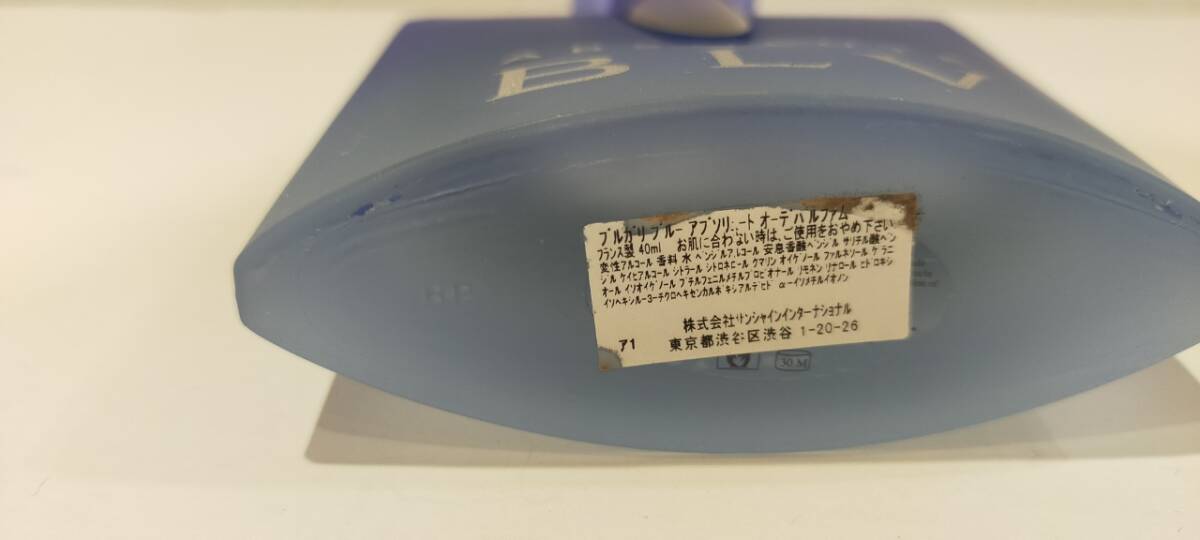 ABSOLUTE
BLV
ブルガリ ブルー アブソリュート オーデパルファム
フランス製 40ml お肌に合わない時は、ご使用をおやめ下さい
変性アルコール 香料 水 ベンジルアルコール 安息香酸ベンジル サリチル酸ベン
ジル ケイヒアルコール シトラール シトロネロール クマリン オイゲノール ファルネソール ゲラニ
オール イソオイゲノール ブチルフェニルメチルプロピオナール リモネン リナロール ヒドロキシ
イソヘキシル-3-チクロヘキセンカルボキシアルデヒド α-イソメチルイオノン
株式会社サンシャインインターナショナル
ア1 東京都渋谷区渋谷 1-20-26
30 M